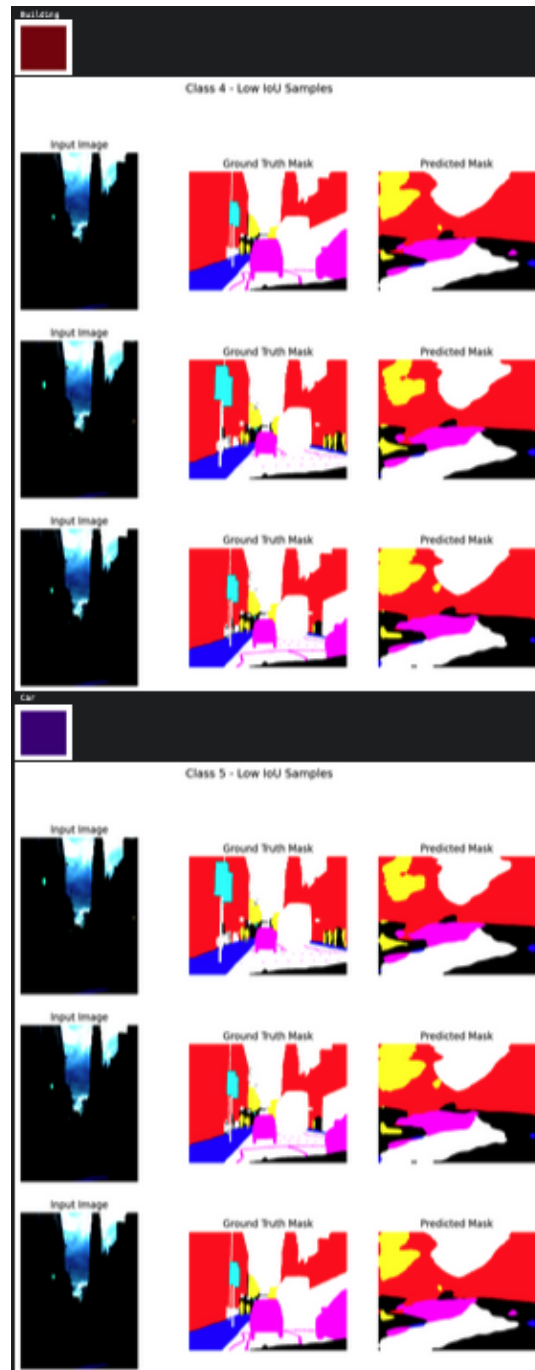 Building
Class 4 - Low IoU Samples
Input Image
Ground Truth Mask
Predicted Mask
Input Image
Ground Truth Mask
Predicted Mask
Input Image
Ground Truth Mask
Predicted Mask
Car
Class 5 - Low IoU Samples
Input Image
Ground Truth Mask
Predicted Mask
Input Image
Ground Truth Mask
Predicted Mask
Input Image
Ground Truth Mask
Predicted Mask